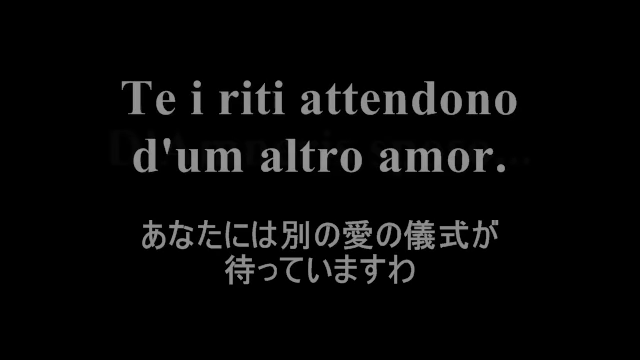 Te i riti attendono
d'um altro amor.
あなたには別の愛の儀式が
待っていますわ